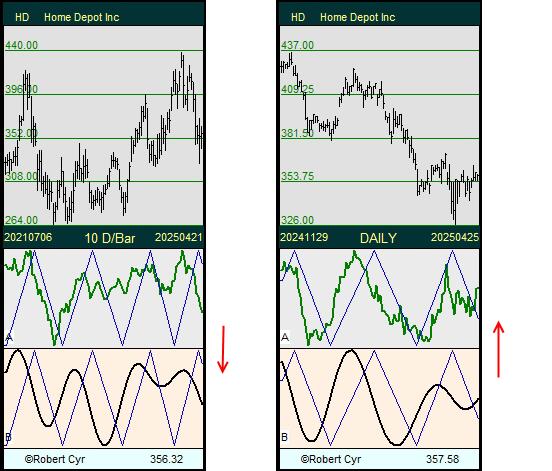 HD Home Depot Inc
440.00
396.00
352.00
308.00
264.00
20210706 10 D/Bar 20250421
A
B
©Robert Cyr 356.32
HD Home Depot Inc
437.00
409.25
381.50
353.75
326.00
20241129 DAILY 20250425
A
B
©Robert Cyr 357.58